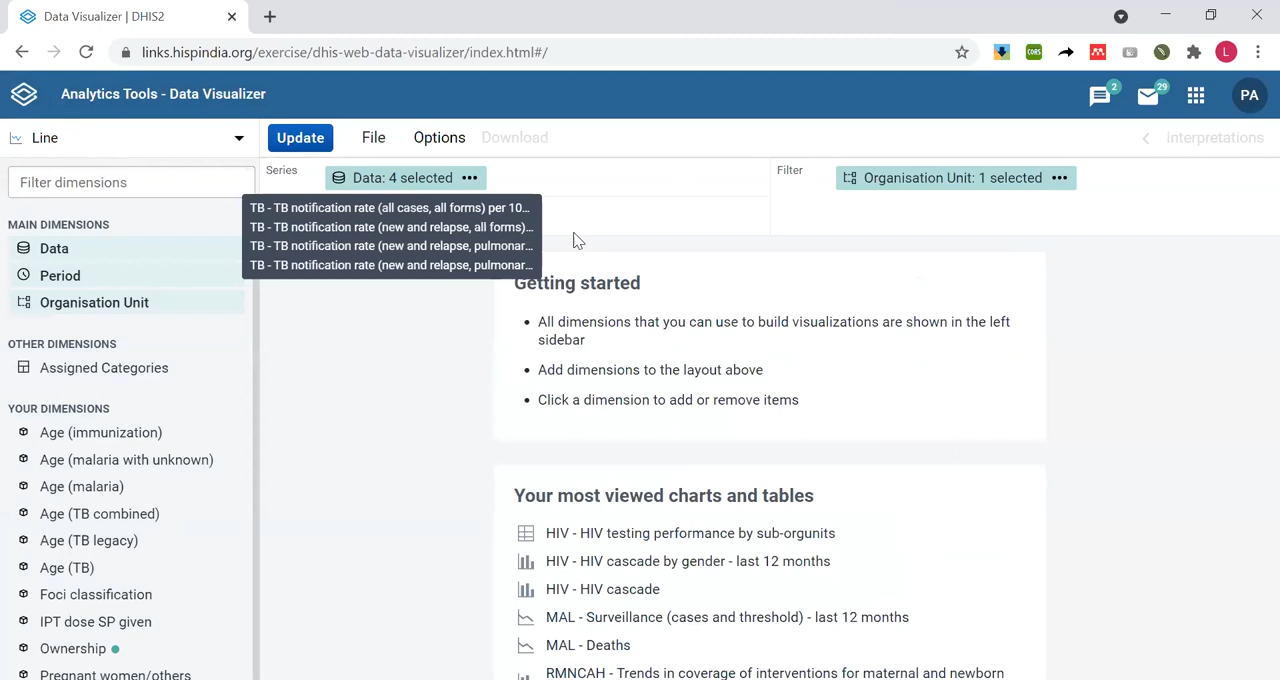 Data Visualizer | DHIS2
links.hispindia.org/exercise/dhis-web-data-visualizer/index.html#/
L
Analytics Tools - Data Visualizer
2
29
PA
Line
Update
File
Options
Download
Interpretations
Filter dimensions
Series
Data: 4 selected
Filter
Organisation Unit: 1 selected
TB - TB notification rate (all cases, all forms) per 10...
TB - TB notification rate (new and relapse, all forms)...
TB - TB notification rate (new and relapse, pulmonar...
TB - TB notification rate (new and relapse, pulmonar...
MAIN DIMENSIONS
Data
Period
Organisation Unit
OTHER DIMENSIONS
Assigned Categories
YOUR DIMENSIONS
Age (immunization)
Age (malaria with unknown)
Age (malaria)
Age (TB combined)
Age (TB legacy)
Age (TB)
Foci classification
IPT dose SP given
Ownership
Pregnant women/others
Getting started
All dimensions that you can use to build visualizations are shown in the left
sidebar
Add dimensions to the layout above
Click a dimension to add or remove items
Your most viewed charts and tables
HIV - HIV testing performance by sub-orgunits
HIV - HIV cascade by gender - last 12 months
HIV - HIV cascade
MAL - Surveillance (cases and threshold) - last 12 months
MAL - Deaths
RMNCAH - Trends in coverage of interventions for maternal and newborn